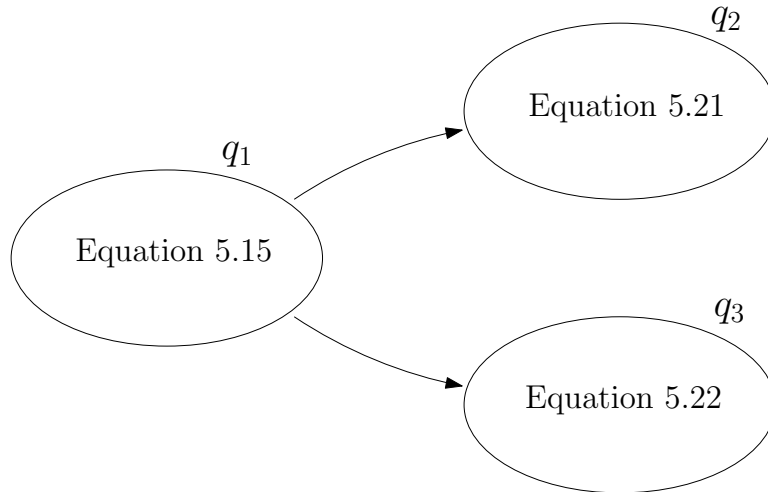 q₂
Equation 5.21
q₁
Equation 5.15
q₃
Equation 5.22